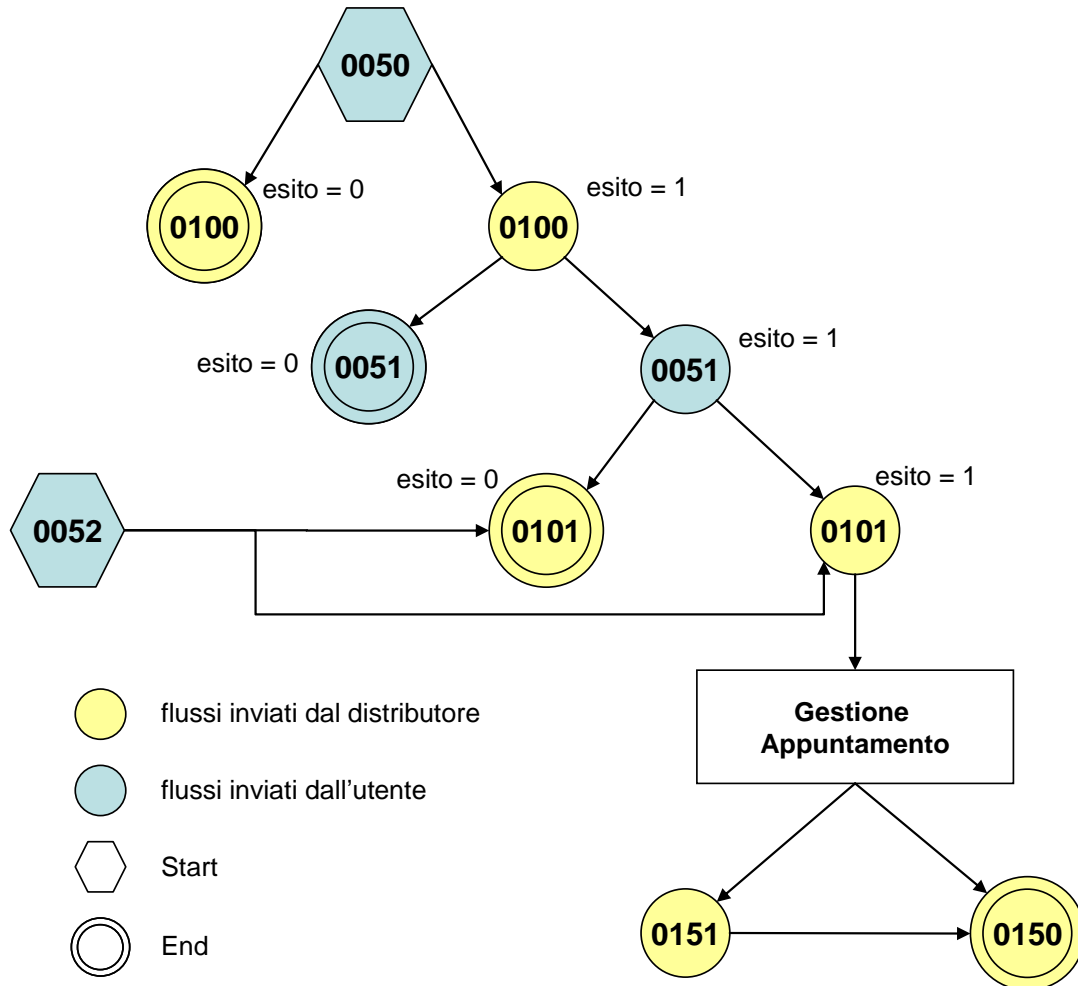 0050
esito = 0
esito = 1
0100
0100
esito = 0
0051
esito = 1
0051
esito = 0
esito = 1
0052
0101
0101
flussi inviati dal distributore
Gestione
Appuntamento
flussi inviati dall'utente
Start
0151
0150
End